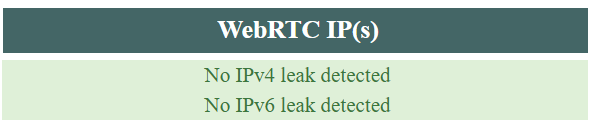 WebRTC IP(s)
No IPv4 leak detected
No IPv6 leak detected